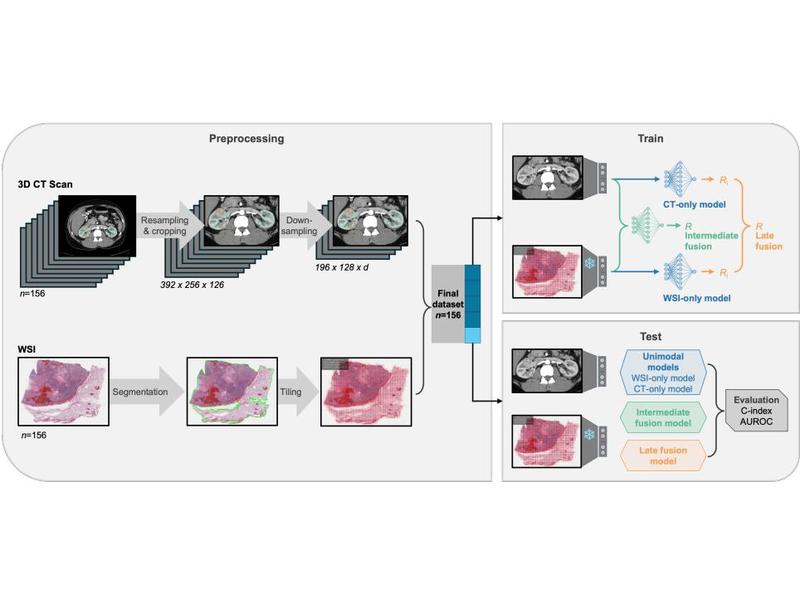 Preprocessing
3D CT Scan
Resampling
& cropping
Down-
sampling
n=156
392 x 256 x 126
196 x 128 x d
WSI
Segmentation
Tiling
n=156
Final
dataset
n=156
Train
CT-only model
Ri
R
Intermediate
fusion
R
Late
fusion
WSI-only model
Ri
Test
Unimodal
models
WSI-only model
CT-only model
Intermediate
fusion model
Late fusion
model
Evaluation
C-index
AUROC